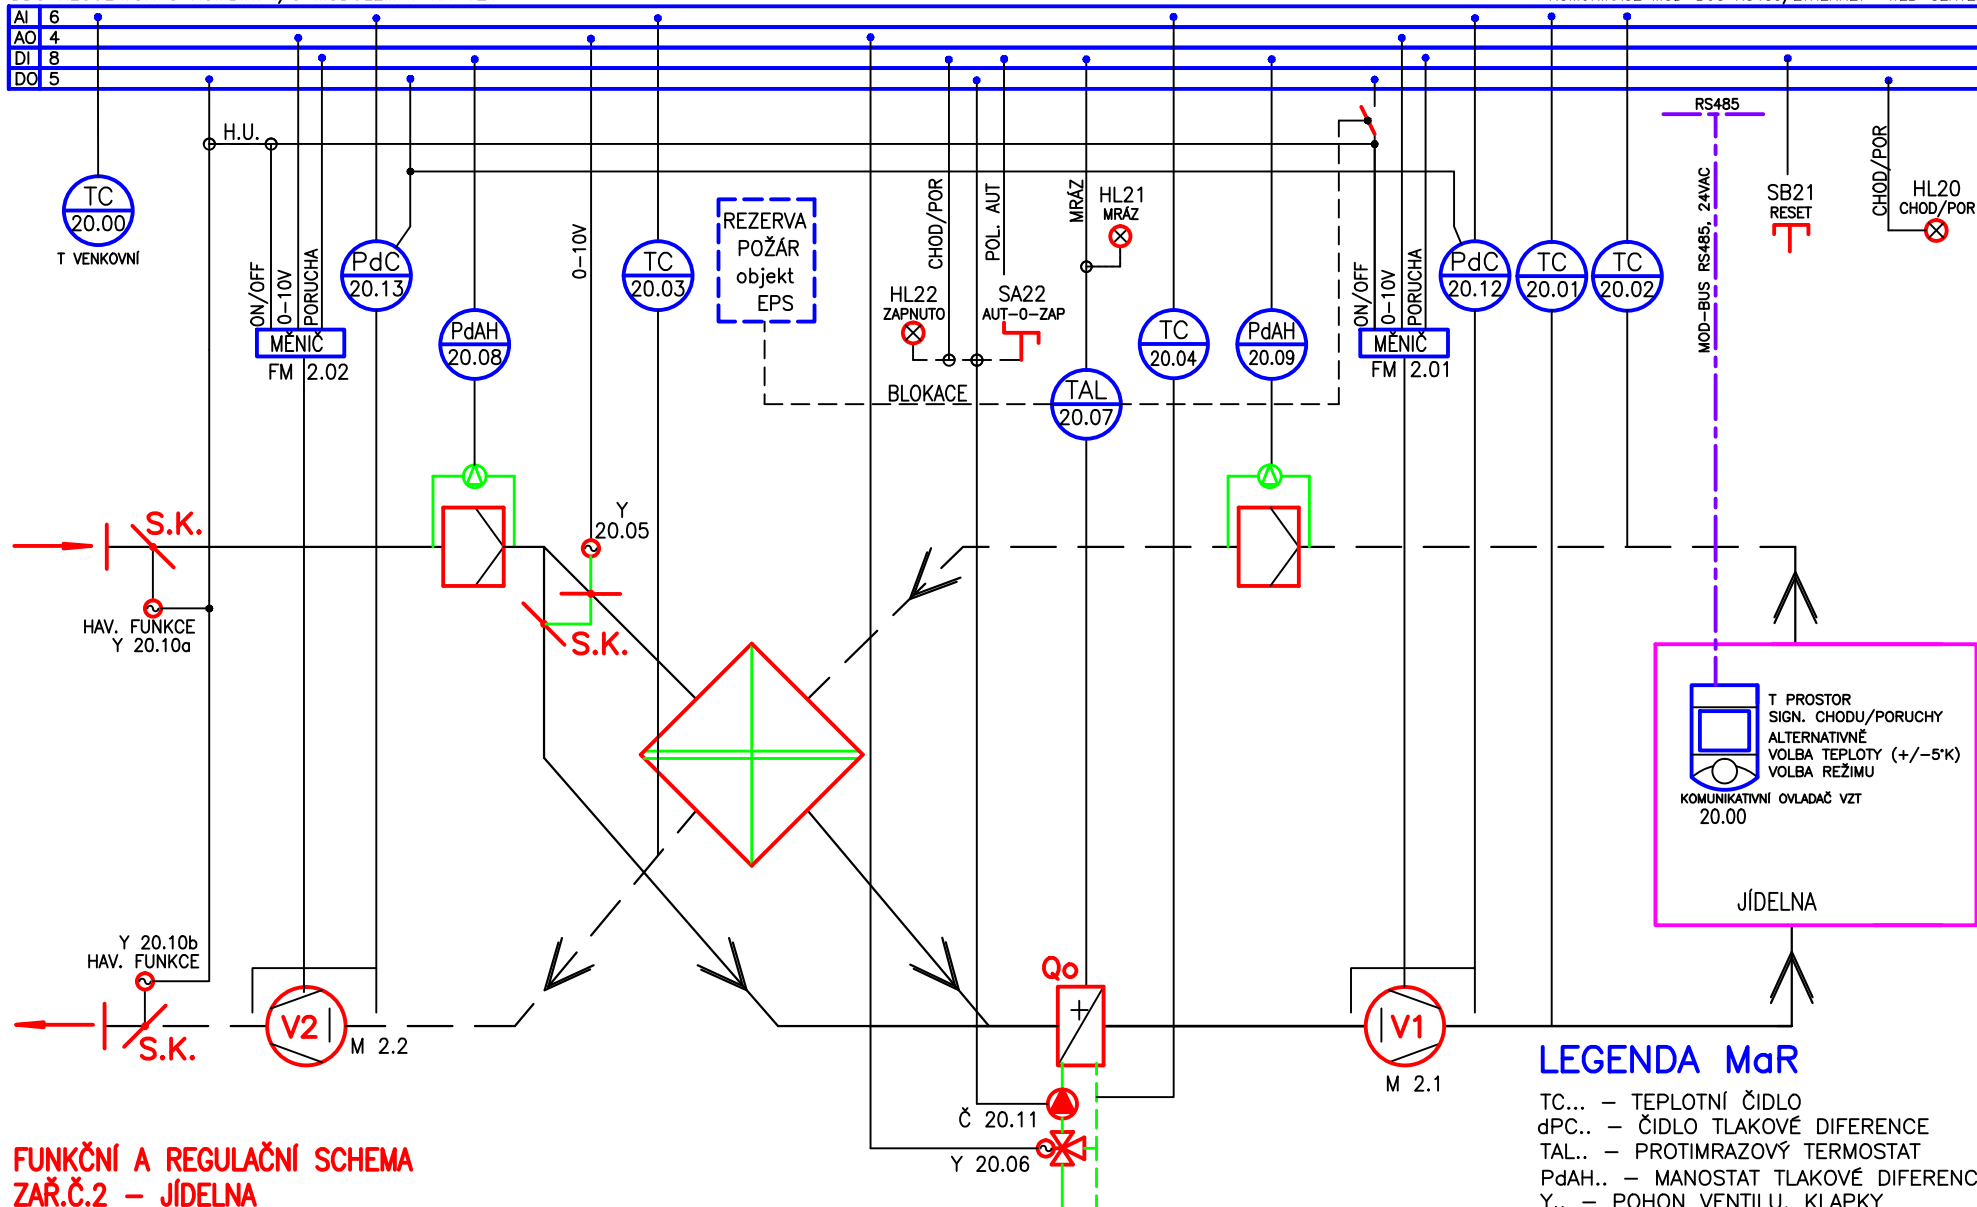 AI 6
AO 4
DI 8
DO 5
H.U.
RS485
MOD-BUS RS485, 24VAC
TC
20.00
T VENKOVNÍ
ON/OFF
0-10V
PORUCHA
MĚNIČ
FM 2.02
PdC
20.13
PdAH
20.08
0-10V
TC
20.03
REZERVA
POŽÁR
objekt
EPS
CHOD/POR
POL. AUT
MRÁZ
HL21
MRÁZ
HL22
ZAPNUTO
SA22
AUT-0-ZAP
BLOKACE
TAL
20.07
TC
20.04
PdAH
20.09
ON/OFF
0-10V
PORUCHA
MĚNIČ
FM 2.01
PdC
20.12
TC
20.01
TC
20.02
SB21
RESET
CHOD/POR
HL20
CHOD/POR
S.K.
HAV. FUNKCE
Y 20.10a
Y
20.05
S.K.
T PROSTOR
SIGN. CHODU/PORUCHY
ALTERNATIVNĚ
VOLBA TEPLOTY (+/-5°K)
VOLBA REŽIMU
KOMUNIKATIVNÍ OVLADAČ VZT
20.00
JÍDELNA
Y 20.10b
HAV. FUNKCE
S.K.
V2
M 2.2
Qo
V1
M 2.1
Č 20.11
Y 20.06
FUNKČNÍ A REGULAČNÍ SCHEMA
ZAŘ.Č.2 - JÍDELNA
LEGENDA MaR
TC... - TEPLOTNÍ ČIDLO
dPC.. - ČIDLO TLAKOVÉ DIFERENCE
TAL.. - PROTIMRAZOVÝ TERMOSTAT
PdAH.. - MANOSTAT TLAKOVÉ DIFERENC
Y.. - POHON VENTILU, KLAPKY